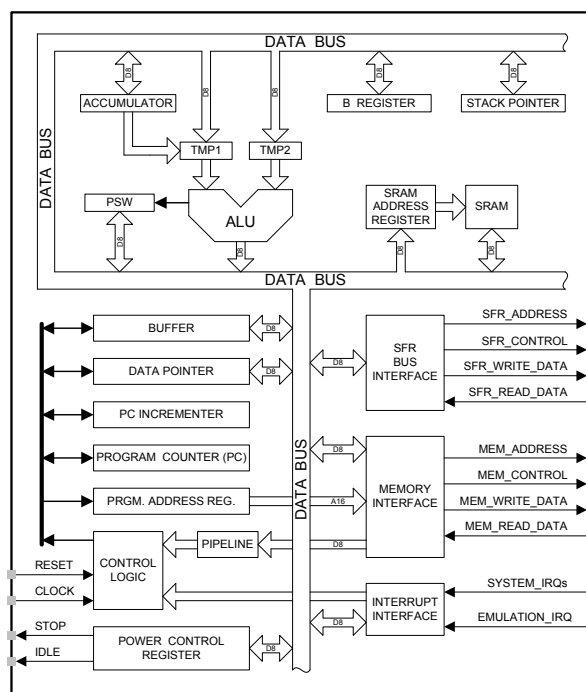 DATA BUS
D8
D8
D8
D8
D8
ACCUMULATOR
B REGISTER
STACK POINTER
DATA BUS
TMP1
TMP2
PSW
ALU
SRAM
ADDRESS
REGISTER
SRAM
D8
D8
D8
D8
DATA BUS
BUFFER
D8
DATA POINTER
D8
PC INCREMENTER
PROGRAM COUNTER (PC)
PRGM. ADDRESS REG.
A16
DATA BUS
D8
SFR
BUS
INTERFACE
SFR_ADDRESS
SFR_CONTROL
SFR_WRITE_DATA
SFR_READ_DATA
D8
MEMORY
INTERFACE
MEM_ADDRESS
MEM_CONTROL
MEM_WRITE_DATA
MEM_READ_DATA
CONTROL
LOGIC
PIPELINE
D8
RESET
CLOCK
INTERRUPT
INTERFACE
SYSTEM_IRQs
EMULATION_IRQ
D8
STOP
IDLE
POWER CONTROL
REGISTER
D8